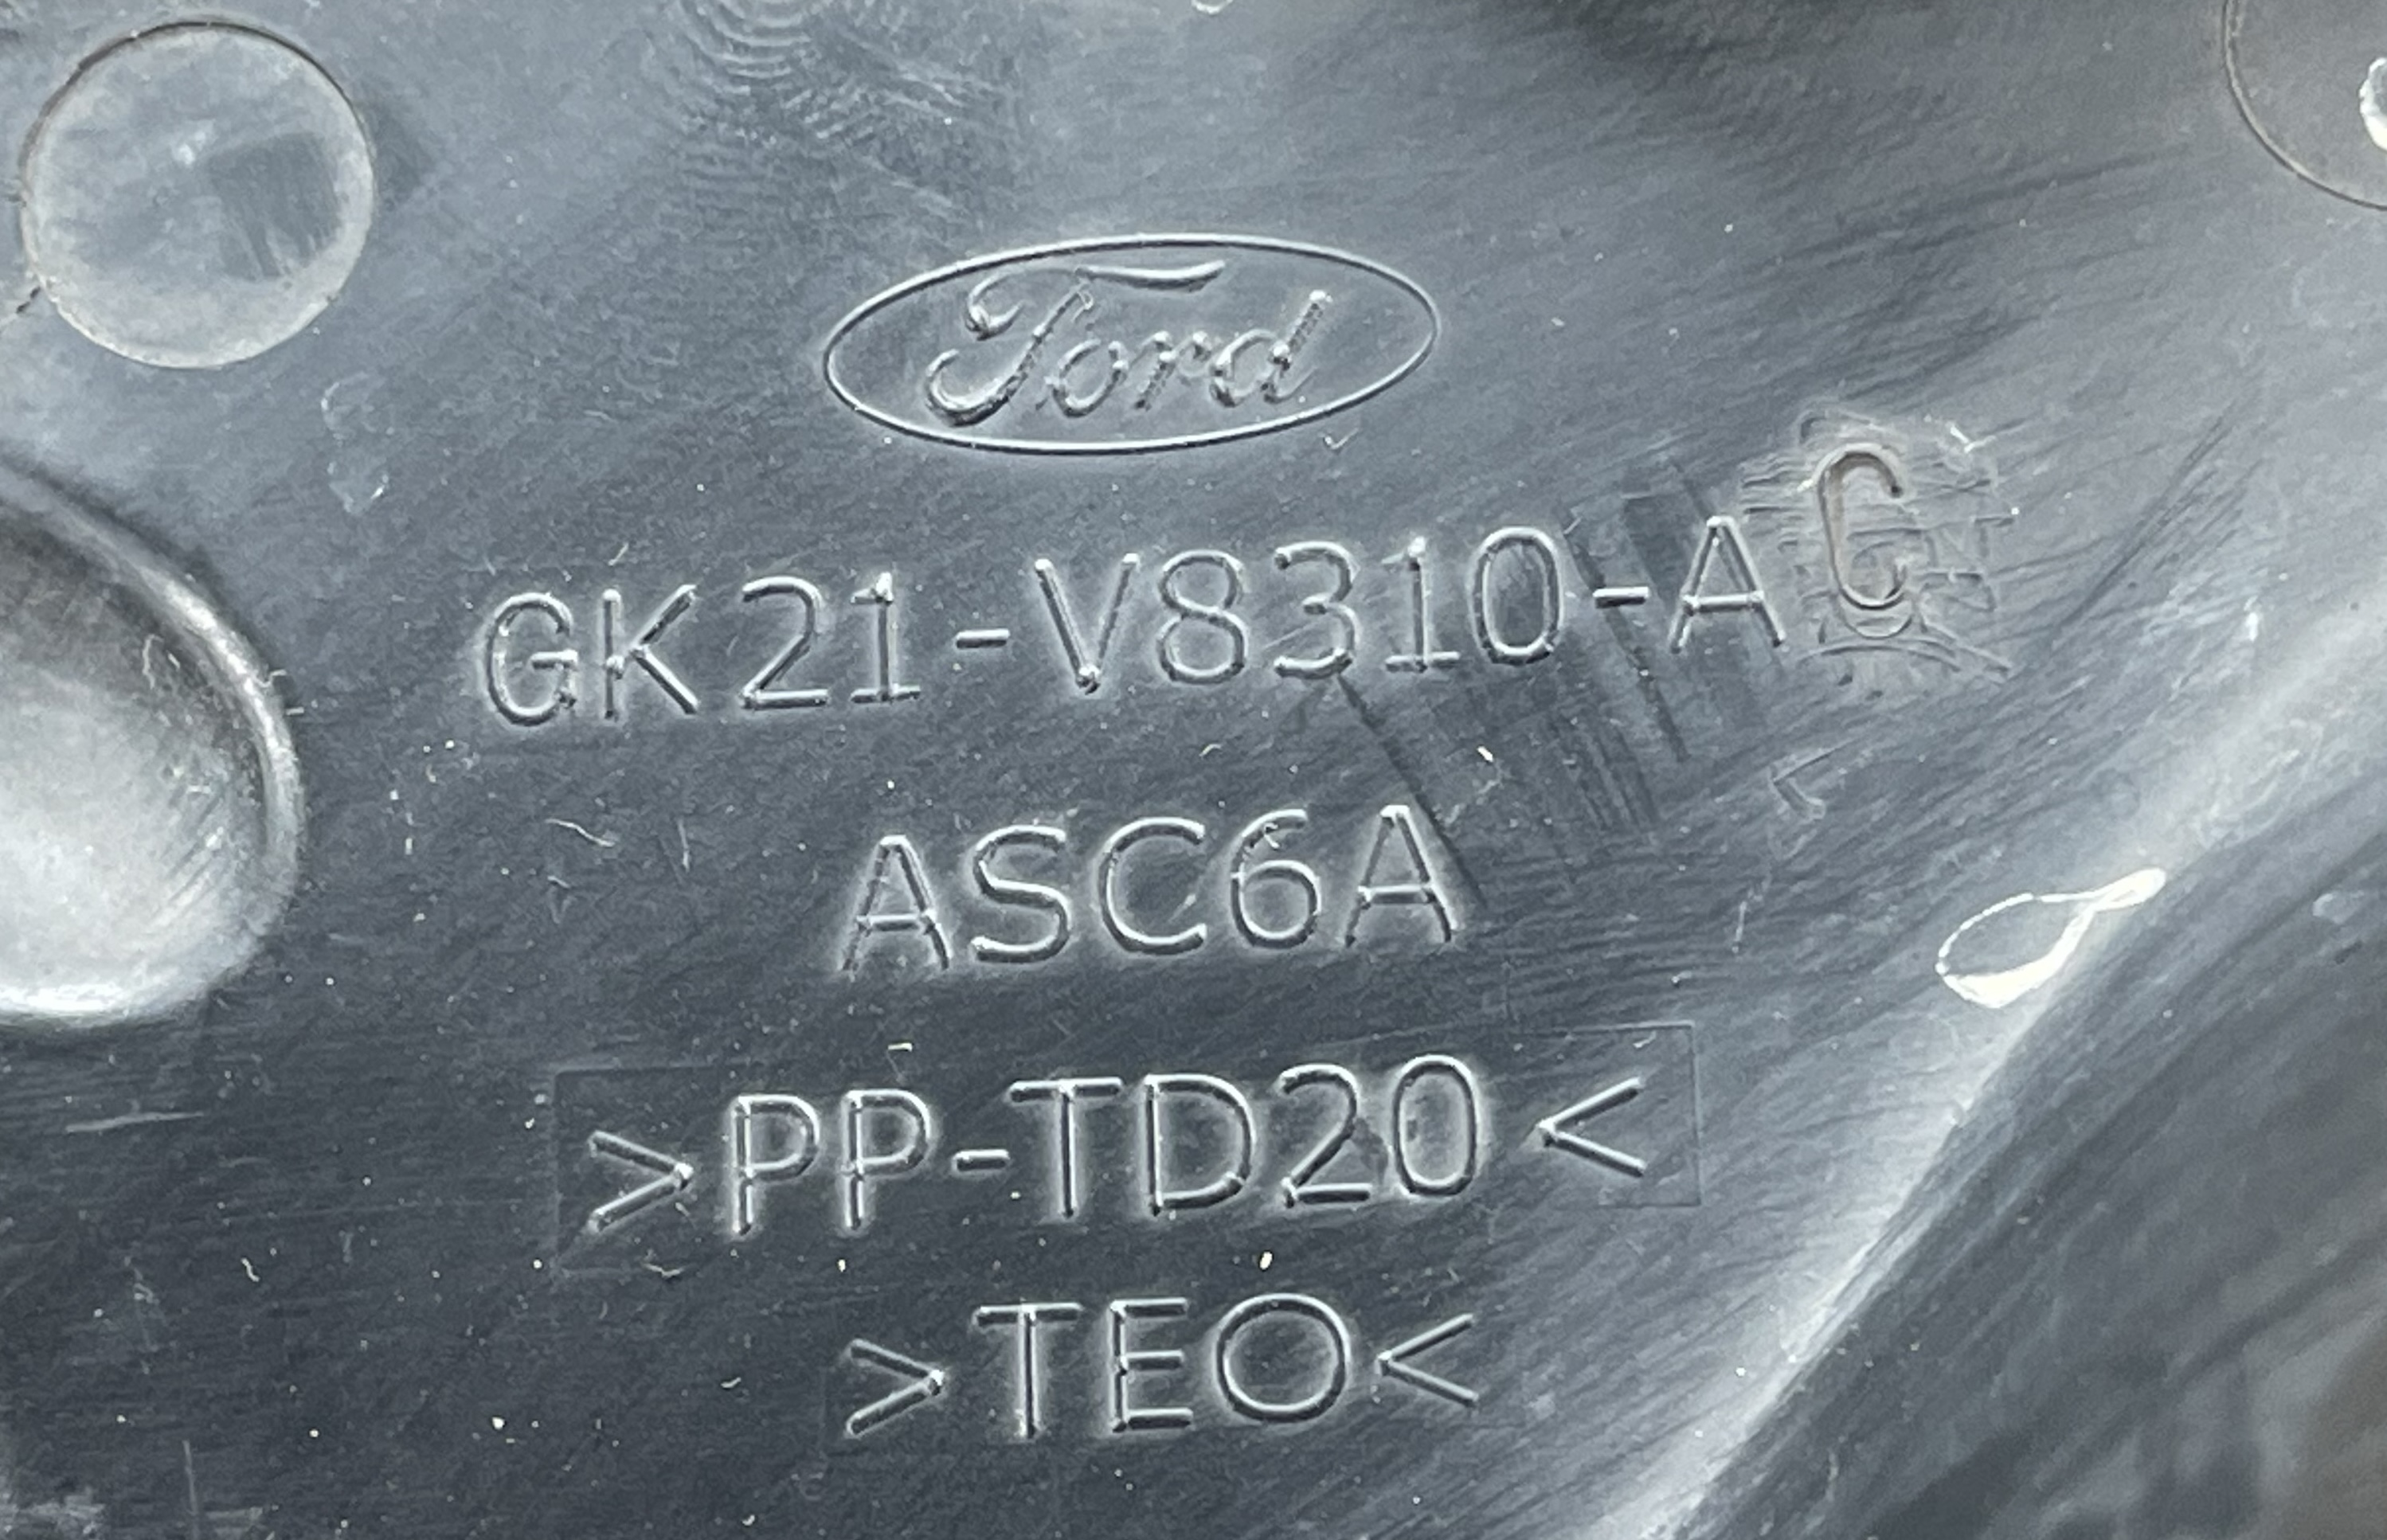 Ford
GK21-V8310-AC
ASC6A
>PP-TD20<
>TEO<